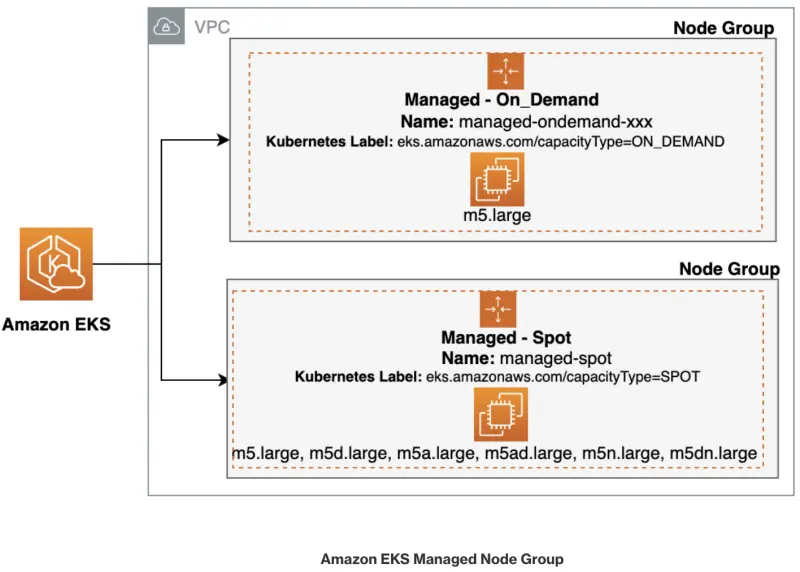 VPC
Node Group
Managed - On_Demand
Name: managed-ondemand-xxx
Kubernetes Label: eks.amazonaws.com/capacityType=ON_DEMAND
m5.large
Amazon EKS
Node Group
Managed - Spot
Name: managed-spot
Kubernetes Label: eks.amazonaws.com/capacityType=SPOT
m5.large, m5d.large, m5a.large, m5ad.large, m5n.large, m5dn.large
Amazon EKS Managed Node Group